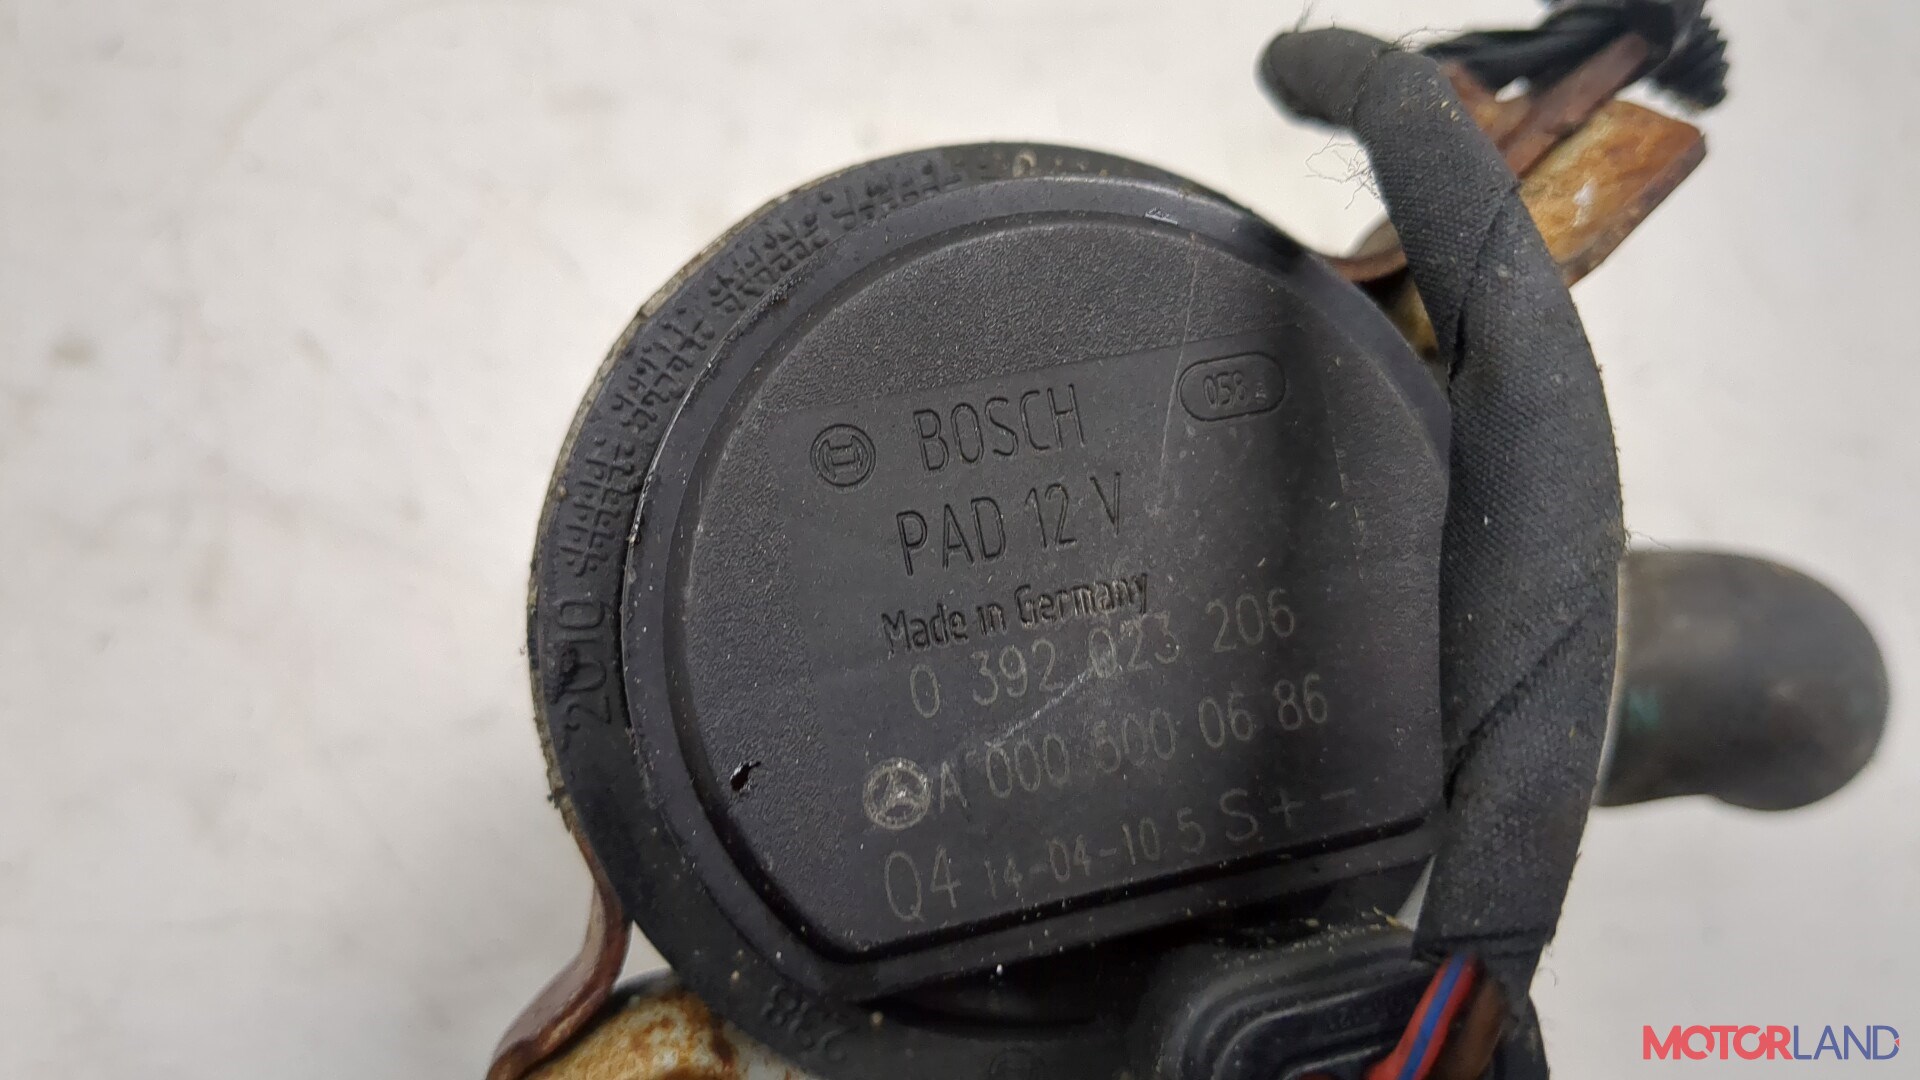 058
BOSCH
PAD 12 V
Made in Germany
0 392 023 206
A 000 500 06 86
Q4 14-04-10 5 S + -
2010
238
MOTORLAND